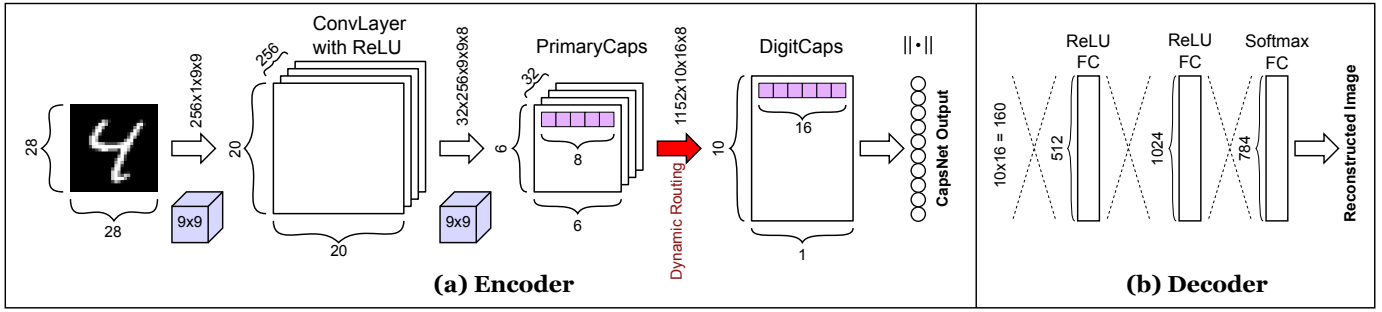 ConvLayer
with ReLU
PrimaryCaps
DigitCaps
||•||
256
256x1x9x9
28
28
9x9
20
20
32x256x9x9x8
9x9
32
6
8
6
1152x10x16x8
Dynamic Routing
10
16
1
CapsNet Output
(a) Encoder
ReLU
FC
ReLU
FC
Softmax
FC
10x16 = 160
512
1024
784
Reconstructed Image
(b) Decoder